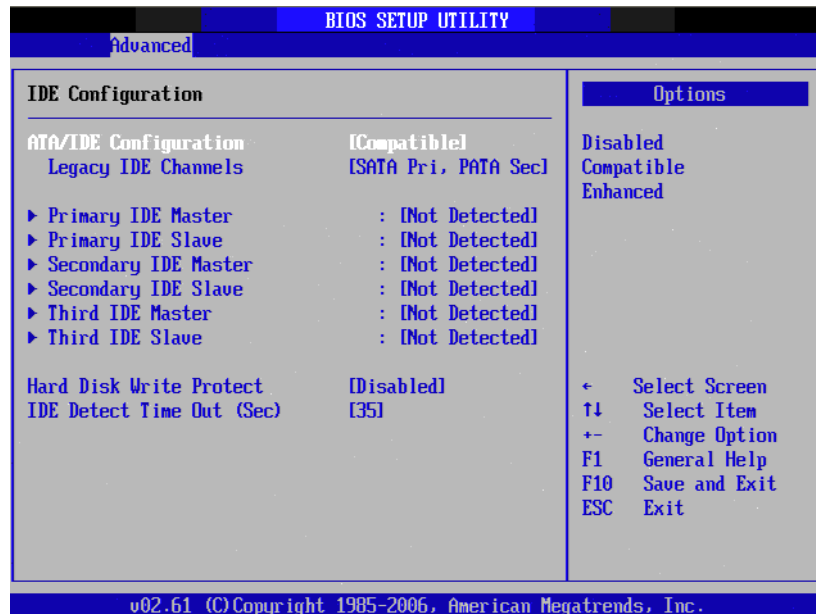 BIOS SETUP UTILITY
Advanced
IDE Configuration
ATA/IDE Configuration [Compatible]
Legacy IDE Channels [SATA Pri, PATA Sec]
▶ Primary IDE Master : [Not Detected]
▶ Primary IDE Slave : [Not Detected]
▶ Secondary IDE Master : [Not Detected]
▶ Secondary IDE Slave : [Not Detected]
▶ Third IDE Master : [Not Detected]
▶ Third IDE Slave : [Not Detected]
Hard Disk Write Protect [Disabled]
IDE Detect Time Out (Sec) [35]
Options
Disabled
Compatible
Enhanced
← Select Screen
↑↓ Select Item
+- Change Option
F1 General Help
F10 Save and Exit
ESC Exit
v02.61 (C)Copyright 1985-2006, American Megatrends, Inc.